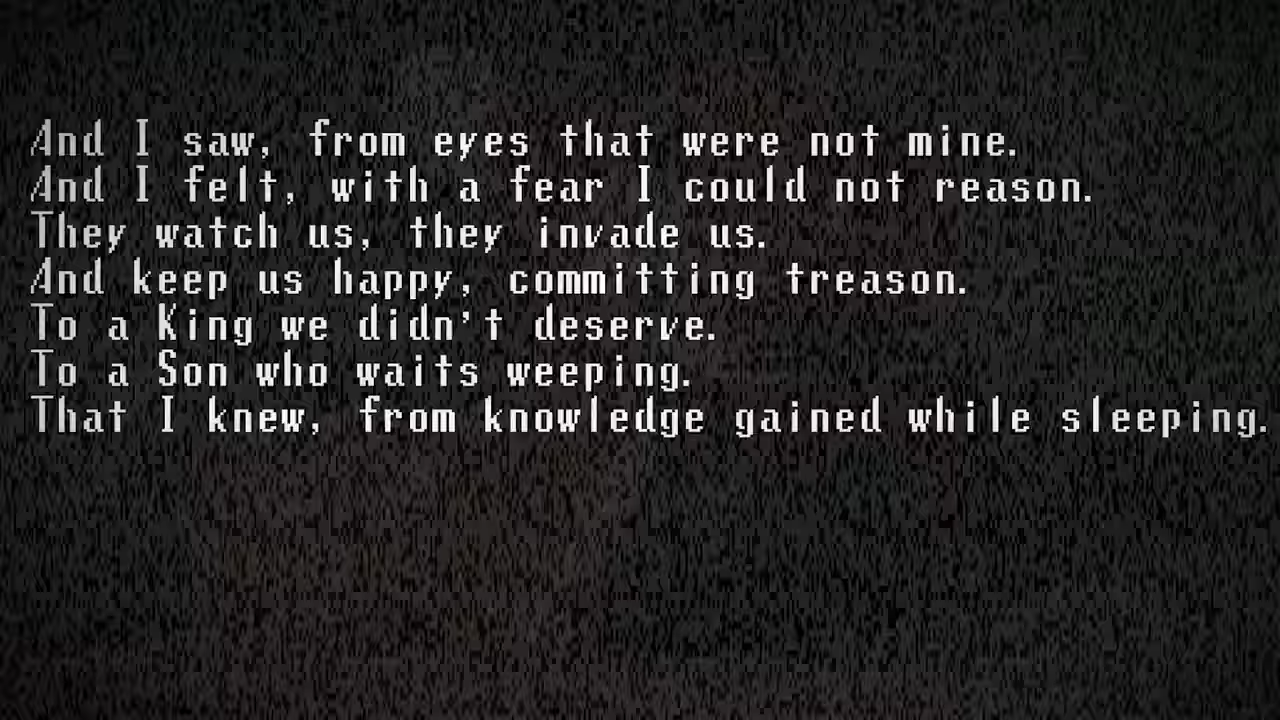 And I saw, from eyes that were not mine.
And I felt, with a fear I could not reason.
They watch us, they invade us.
And keep us happy, committing treason.
To a King we didn't deserve.
To a Son who waits weeping.
That I knew, from knowledge gained while sleeping.